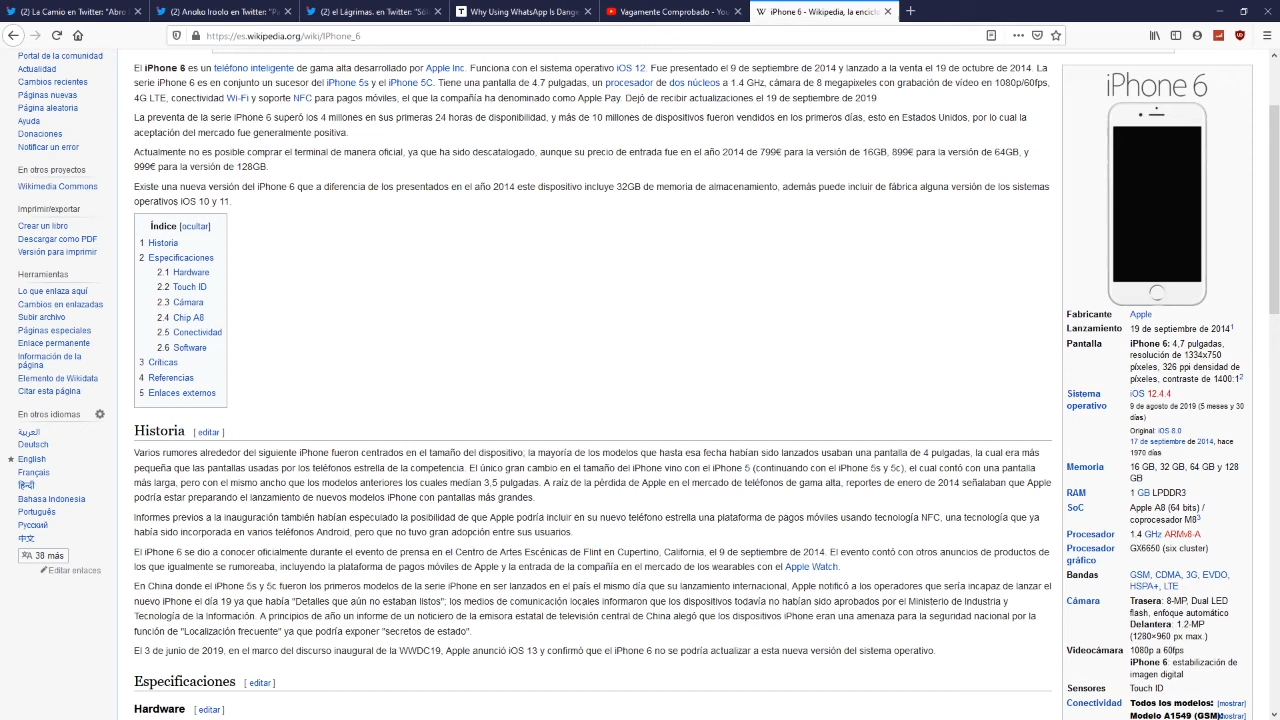 (2) La Camio en Twitter: "Abro
(2) Anoko Iroolo en Twitter: "Pa
(2) el Lágrimas. en Twitter: "Sól
Why Using WhatsApp Is Dange
Vagamente Comprobado - You
iPhone 6 - Wikipedia, la enciclo
https://es.wikipedia.org/wiki/IPhone_6
Portal de la comunidad
Actualidad
Cambios recientes
Páginas nuevas
Página aleatoria
Ayuda
Donaciones
Notificar un error
En otros proyectos
Wikimedia Commons
Imprimir/exportar
Crear un libro
Descargar como PDF
Versión para imprimir
Herramientas
Lo que enlaza aquí
Cambios en enlazadas
Subir archivo
Páginas especiales
Enlace permanente
Información de la
página
Elemento de Wikidata
Citar esta página
En otros idiomas
العربية
Deutsch
English
Français
हिन्दी
Bahasa Indonesia
Português
Русский
中文
38 más
Editar enlaces
El iPhone 6 es un teléfono inteligente de gama alta desarrollado por Apple Inc. Funciona con el sistema operativo iOS 12. Fue presentado el 9 de septiembre de 2014 y lanzado a la venta el 19 de octubre de 2014. La
serie iPhone 6 es en conjunto un sucesor del iPhone 5s y el iPhone 5C. Tiene una pantalla de 4.7 pulgadas, un procesador de dos núcleos a 1.4 GHz, cámara de 8 megapixeles con grabación de vídeo en 1080p/60fps,
4G LTE, conectividad Wi-Fi y soporte NFC para pagos móviles, el que la compañía ha denominado como Apple Pay. Dejó de recibir actualizaciones el 19 de septiembre de 2019
La preventa de la serie iPhone 6 superó los 4 millones en sus primeras 24 horas de disponibilidad, y más de 10 millones de dispositivos fueron vendidos en los primeros días, esto en Estados Unidos, por lo cual la
aceptación del mercado fue generalmente positiva.
Actualmente no es posible comprar el terminal de manera oficial, ya que ha sido descatalogado, aunque su precio de entrada fue en el año 2014 de 799€ para la versión de 16GB, 899€ para la versión de 64GB, y
999€ para la versión de 128GB.
Existe una nueva versión del iPhone 6 que a diferencia de los presentados en el año 2014 este dispositivo incluye 32GB de memoria de almacenamiento, además puede incluir de fábrica alguna versión de los sistemas
operativos iOS 10 y 11.
Índice [ocultar]
1 Historia
2 Especificaciones
2.1 Hardware
2.2 Touch ID
2.3 Cámara
2.4 Chip A8
2.5 Conectividad
2.6 Software
3 Críticas
4 Referencias
5 Enlaces externos
Historia [ editar ]
Varios rumores alrededor del siguiente iPhone fueron centrados en el tamaño del dispositivo; la mayoría de los modelos que hasta esa fecha habían sido lanzados usaban una pantalla de 4 pulgadas, la cual era más
pequeña que las pantallas usadas por los teléfonos estrella de la competencia. El único gran cambio en el tamaño del iPhone vino con el iPhone 5 (continuando con el iPhone 5s y 5c), el cual contó con una pantalla
más larga, pero con el mismo ancho que los modelos anteriores los cuales medían 3,5 pulgadas. A raíz de la pérdida de Apple en el mercado de teléfonos de gama alta, reportes de enero de 2014 señalaban que Apple
podría estar preparando el lanzamiento de nuevos modelos iPhone con pantallas más grandes.
Informes previos a la inauguración también habían especulado la posibilidad de que Apple podría incluir en su nuevo teléfono estrella una plataforma de pagos móviles usando tecnología NFC, una tecnología que ya
había sido incorporada en varios teléfonos Android, pero que no tuvo gran adopción entre sus usuarios.
El iPhone 6 se dio a conocer oficialmente durante el evento de prensa en el Centro de Artes Escénicas de Flint en Cupertino, California, el 9 de septiembre de 2014. El evento contó con otros anuncios de productos de
los que igualmente se rumoreaba, incluyendo la plataforma de pagos móviles de Apple y la entrada de la compañía en el mercado de los wearables con el Apple Watch.
En China donde el iPhone 5s y 5c fueron los primeros modelos de la serie iPhone en ser lanzados en el país el mismo día que su lanzamiento internacional, Apple notificó a los operadores que sería incapaz de lanzar el
nuevo iPhone el día 19 ya que había "Detalles que aún no estaban listos"; los medios de comunicación locales informaron que los dispositivos todavía no habían sido aprobados por el Ministerio de Industria y
Tecnología de la Información. A principios de año un informe de un noticiero de la emisora estatal de televisión central de China alegó que los dispositivos iPhone eran una amenaza para la seguridad nacional por la
función de "Localización frecuente" ya que podría exponer "secretos de estado".
El 3 de junio de 2019, en el marco del discurso inaugural de la WWDC19, Apple anunció iOS 13 y confirmó que el iPhone 6 no se podría actualizar a esta nueva versión del sistema operativo.
Especificaciones [ editar ]
Hardware [ editar ]
iPhone 6
Fabricante Apple
Lanzamiento 19 de septiembre de 2014¹
Pantalla iPhone 6: 4,7 pulgadas,
resolución de 1334x750
píxeles, 326 ppi densidad de
píxeles, contraste de 1400:1²
Sistema iOS 12.4.4
operativo 9 de agosto de 2019 (5 meses y 30
días)
Original: iOS 8.0
17 de septiembre de 2014, hace
1970 días
Memoria 16 GB, 32 GB, 64 GB y 128
GB
RAM 1 GB LPDDR3
SoC Apple A8 (64 bits) /
coprocesador M8³
Procesador 1.4 GHz ARMv8-A
Procesador GX6650 (six cluster)
gráfico
Bandas GSM, CDMA, 3G, EVDO,
HSPA+, LTE
Cámara Trasera: 8-MP, Dual LED
flash, enfoque automático
Delantera: 1.2-MP
(1280×960 px max.)
Videocámara 1080p a 60fps
iPhone 6: estabilización de
imagen digital
Sensores Touch ID
Conectividad Todos los modelos: [mostrar]
Modelo A1549 (GSM): [mostrar]